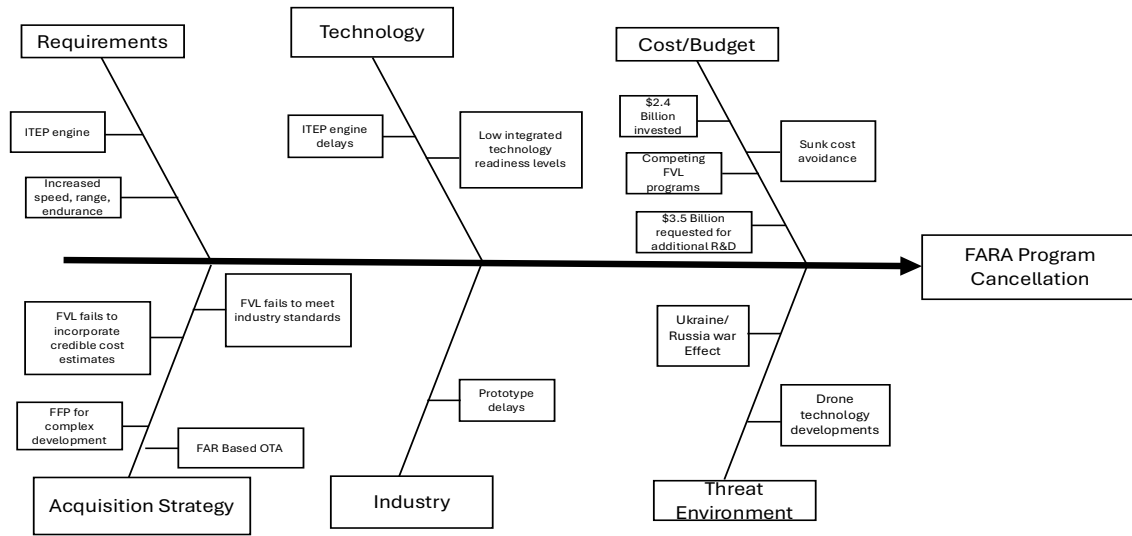 Requirements
Technology
Cost/Budget
ITEP engine
Increased
speed, range,
endurance
ITEP engine
delays
Low integrated
technology
readiness levels
$2.4
Billion
invested
Sunk cost
avoidance
Competing
FVL
programs
$3.5 Billion
requested for
additional R&D
FARA Program
Cancellation
FVL fails to meet
industry standards
FVL fails to
incorporate
credible cost
estimates
FFP for
complex
development
FAR Based OTA
Acquisition Strategy
Prototype
delays
Industry
Ukraine/
Russia war
Effect
Drone
technology
developments
Threat
Environment